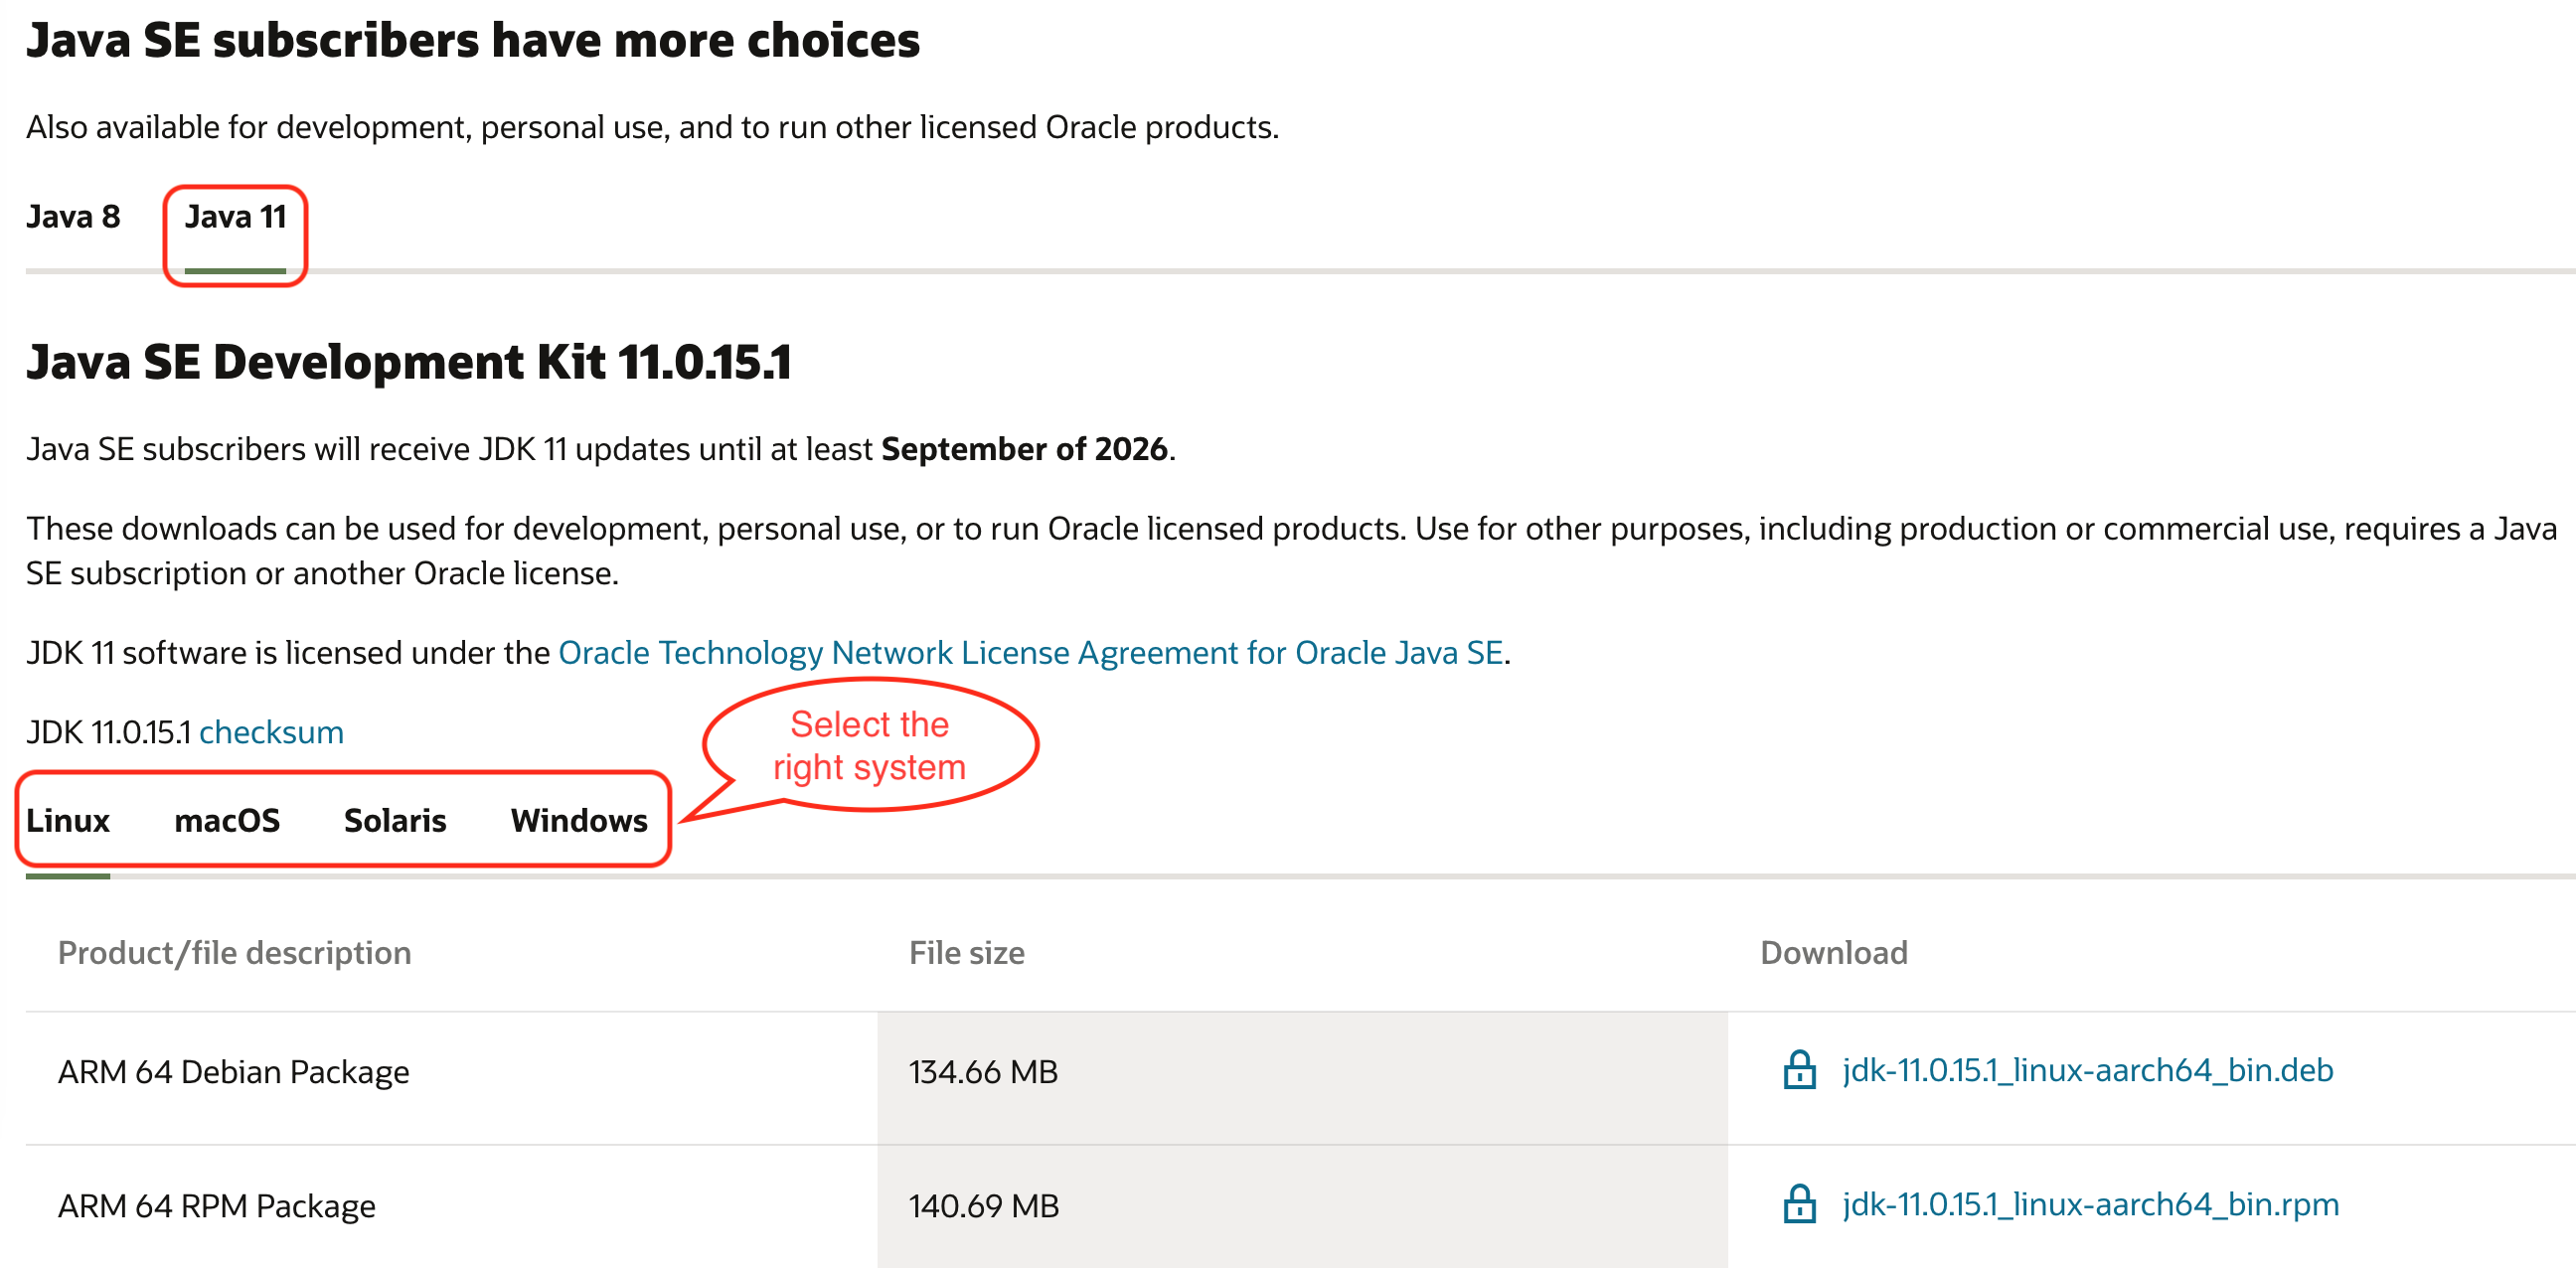 Java SE subscribers have more choices
Also available for development, personal use, and to run other licensed Oracle products.
Java 8 Java 11
Java SE Development Kit 11.0.15.1
Java SE subscribers will receive JDK 11 updates until at least September of 2026.
These downloads can be used for development, personal use, or to run Oracle licensed products. Use for other purposes, including production or commercial use, requires a Java
SE subscription or another Oracle license.
JDK 11 software is licensed under the Oracle Technology Network License Agreement for Oracle Java SE.
JDK 11.0.15.1 checksum
Select the
right system
Linux macOS Solaris Windows
Product/file description File size Download
ARM 64 Debian Package 134.66 MB jdk-11.0.15.1_linux-aarch64_bin.deb
ARM 64 RPM Package 140.69 MB jdk-11.0.15.1_linux-aarch64_bin.rpm